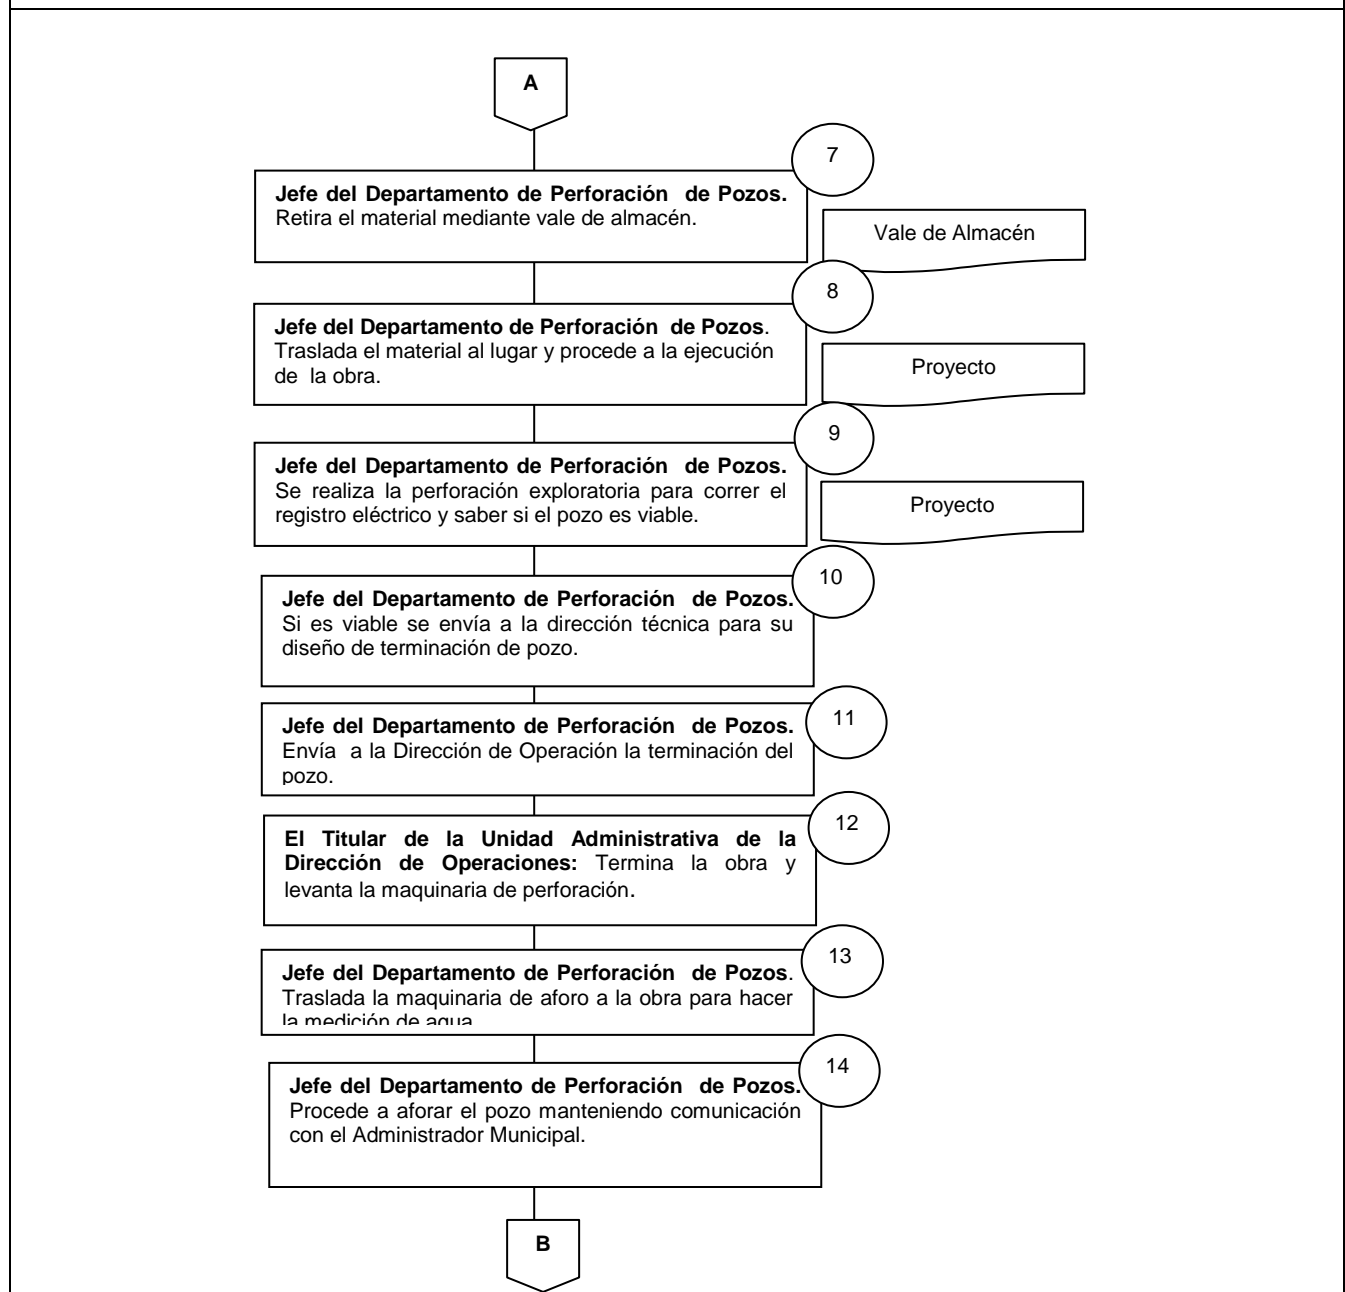 A
7
Jefe del Departamento de Perforación de Pozos.
Retira el material mediante vale de almacén.
Vale de Almacén
8
Jefe del Departamento de Perforación de Pozos.
Traslada el material al lugar y procede a la ejecución
de la obra.
Proyecto
9
Jefe del Departamento de Perforación de Pozos.
Se realiza la perforación exploratoria para correr el
registro eléctrico y saber si el pozo es viable.
Proyecto
10
Jefe del Departamento de Perforación de Pozos.
Si es viable se envía a la dirección técnica para su
diseño de terminación de pozo.
11
Jefe del Departamento de Perforación de Pozos.
Envía a la Dirección de Operación la terminación del
pozo.
12
El Titular de la Unidad Administrativa de la
Dirección de Operaciones: Termina la obra y
levanta la maquinaria de perforación.
13
Jefe del Departamento de Perforación de Pozos.
Traslada la maquinaria de aforo a la obra para hacer
la medición de agua
14
Jefe del Departamento de Perforación de Pozos.
Procede a aforar el pozo manteniendo comunicación
con el Administrador Municipal.
B